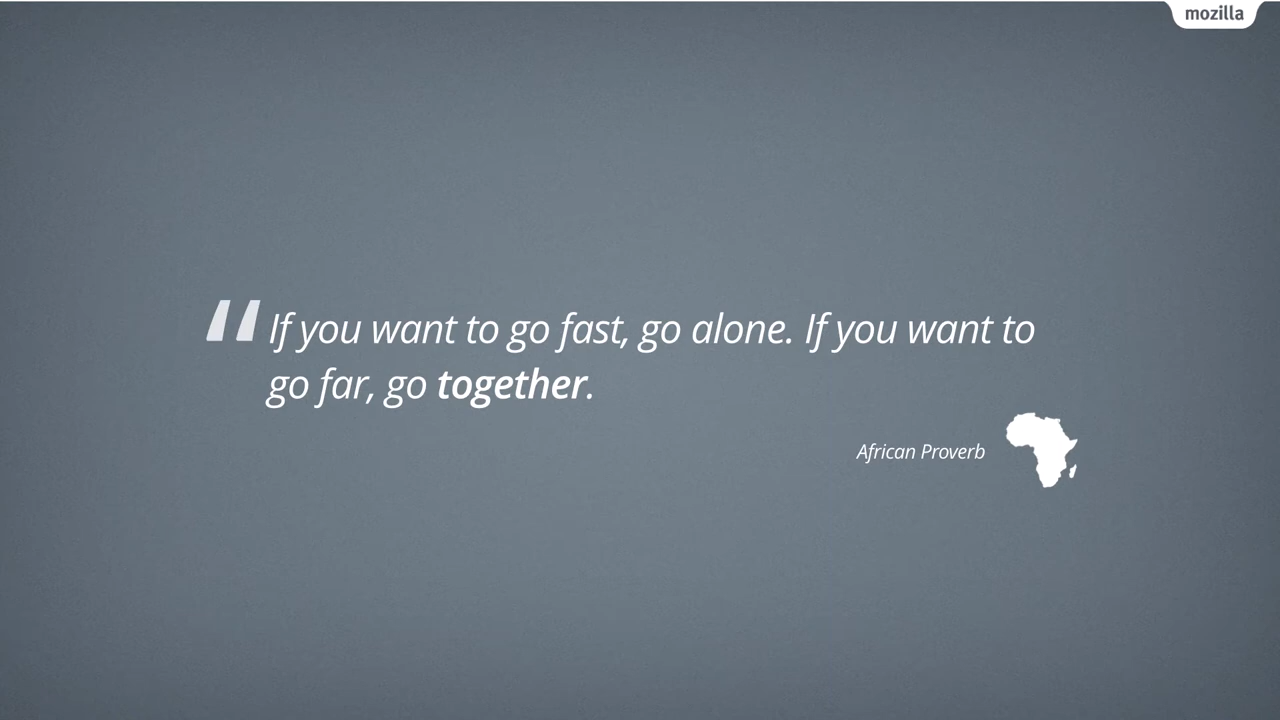 mozilla
“If you want to go fast, go alone. If you want to
go far, go together.
African Proverb